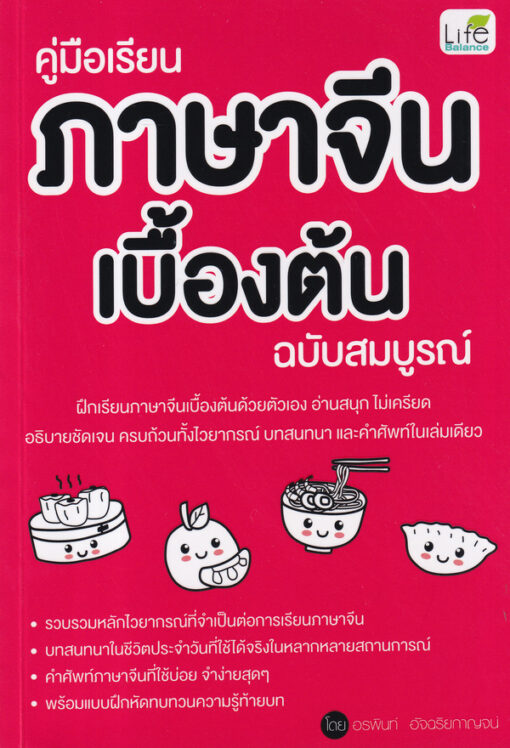 Life
Balance
คู่มือเรียน
ภาษาจีน
เบื้องต้น
ฉบับสมบูรณ์
ฝึกเรียนภาษาจีนเบื้องต้นด้วยตัวเอง อ่านสนุก ไม่เครียด
อธิบายชัดเจน ครบถ้วนทั้งไวยากรณ์ บทสนทนา และคำศัพท์ในเล่มเดียว
• รวบรวมหลักไวยากรณ์ที่จำเป็นต่อการเรียนภาษาจีน
• บทสนทนาในชีวิตประจำวันที่ใช้ได้จริงในหลากหลายสถานการณ์
• คำศัพท์ภาษาจีนที่ใช้บ่อย จำง่ายสุดๆ
• พร้อมแบบฝึกหัดทบทวนความรู้ท้ายบท
โดย อรพินท์ อัจฉริยกาญจน์